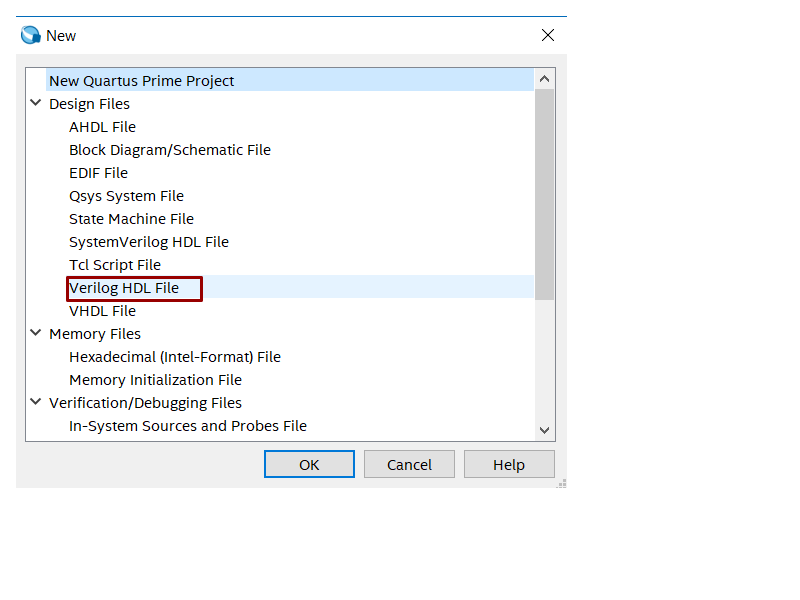 New
New Quartus Prime Project
Design Files
AHDL File
Block Diagram/Schematic File
EDIF File
Qsys System File
State Machine File
SystemVerilog HDL File
Tcl Script File
Verilog HDL File
VHDL File
Memory Files
Hexadecimal (Intel-Format) File
Memory Initialization File
Verification/Debugging Files
In-System Sources and Probes File
OK Cancel Help